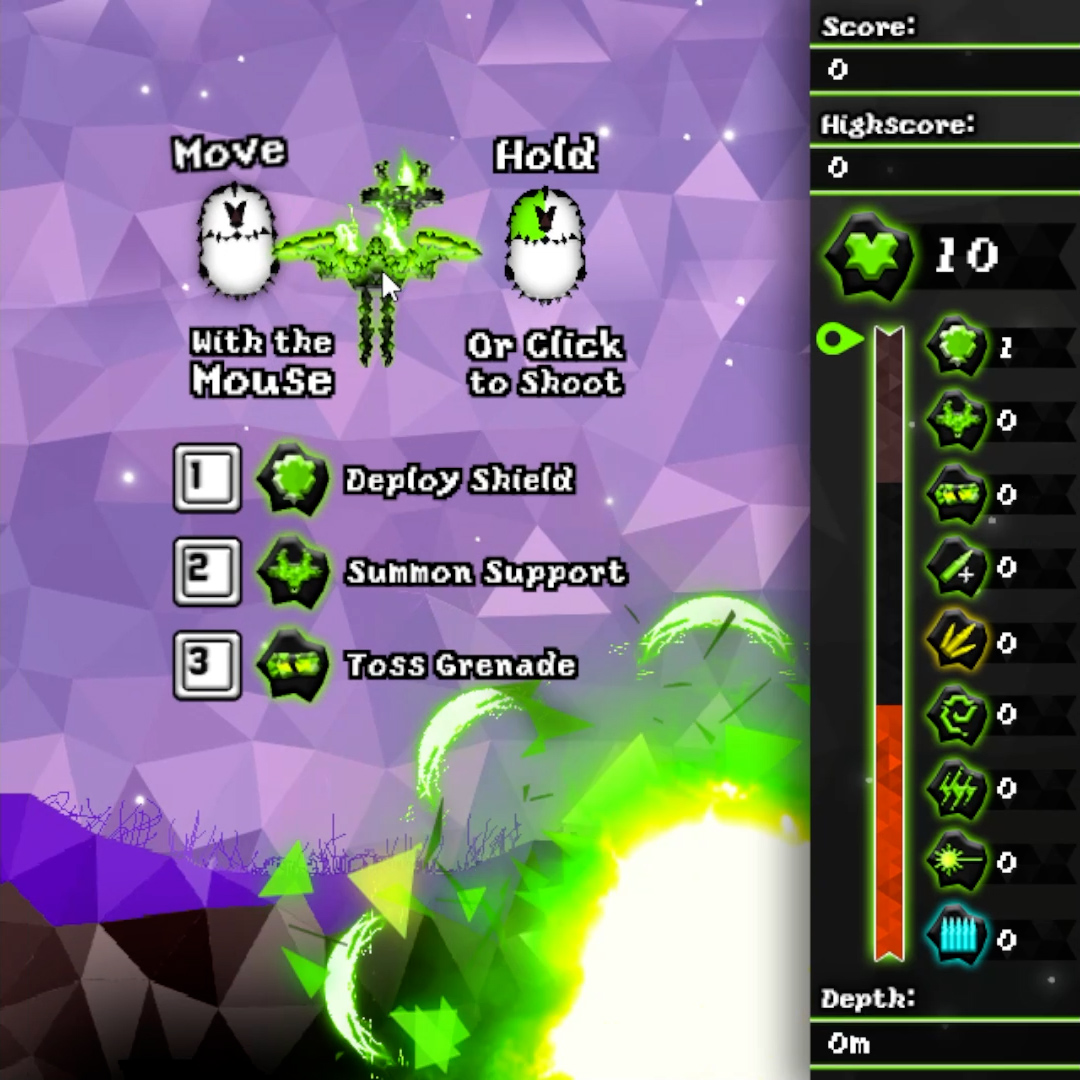 Move
Hold
With the
Mouse
Or Click
to Shoot
1 Deploy Shield
2 Summon Support
3 Toss Grenade
Score:
0
Highscore:
0
10
1
0
0
0
0
0
0
0
0
Depth:
0m